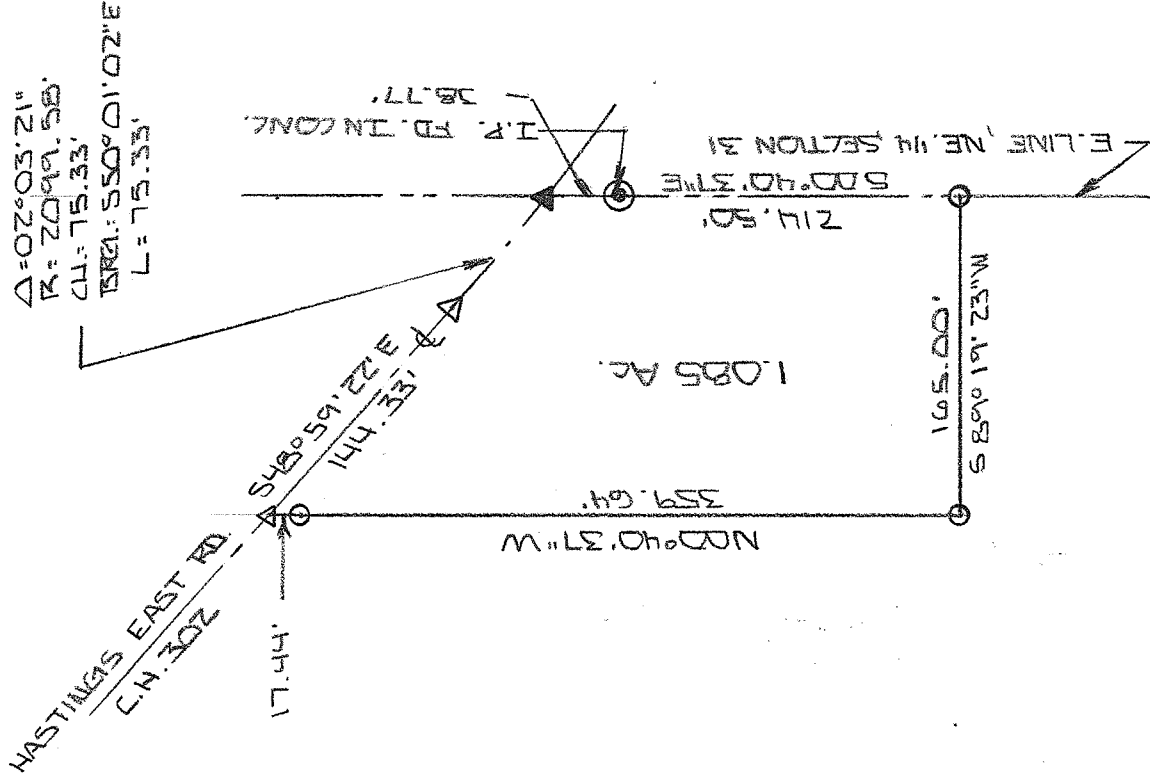 Δ=02°03'21"
R=2099.50'
CH.=75.33'
BRG.=S50°01'02"E
L=75.33'
38.77'
I.P. FD. IN CONC.
E. LINE, NE. 1/4, SECTION 31
S00°40'37"E
214.50'
HASTINGS EAST RD.
C.H. 302
S48°59'22"E
144.33'
℄
1.085 Ac.
165.00'
S89°19'23"W
359.64'
N00°40'37"W
17.44'